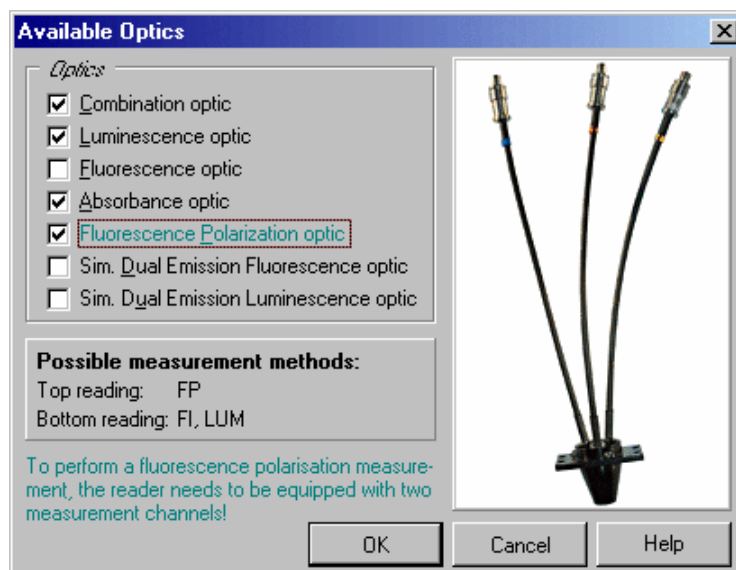 Available Optics
Optics
Combination optic
Luminescence optic
Fluorescence optic
Absorbance optic
Fluorescence Polarization optic
Sim. Dual Emission Fluorescence optic
Sim. Dual Emission Luminescence optic
Possible measurement methods:
Top reading: FP
Bottom reading: FI, LUM
To perform a fluorescence polarisation measure-
ment, the reader needs to be equipped with two
measurement channels!
OK Cancel Help